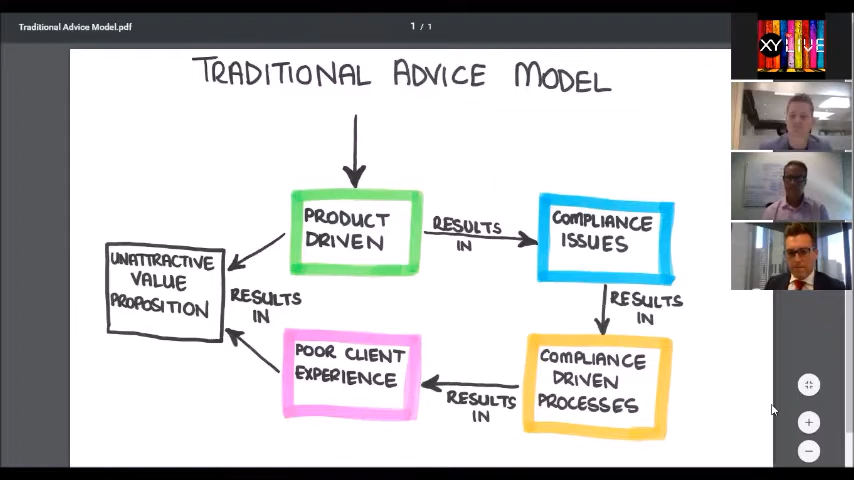 Traditional Advice Model.pdf
1 / 1
XY LIVE
TRADITIONAL ADVICE MODEL
PRODUCT
DRIVEN
RESULTS
IN
COMPLIANCE
ISSUES
RESULTS
IN
COMPLIANCE
DRIVEN
PROCESSES
RESULTS
IN
POOR CLIENT
EXPERIENCE
RESULTS
IN
UNATTRACTIVE
VALUE
PROPOSITION